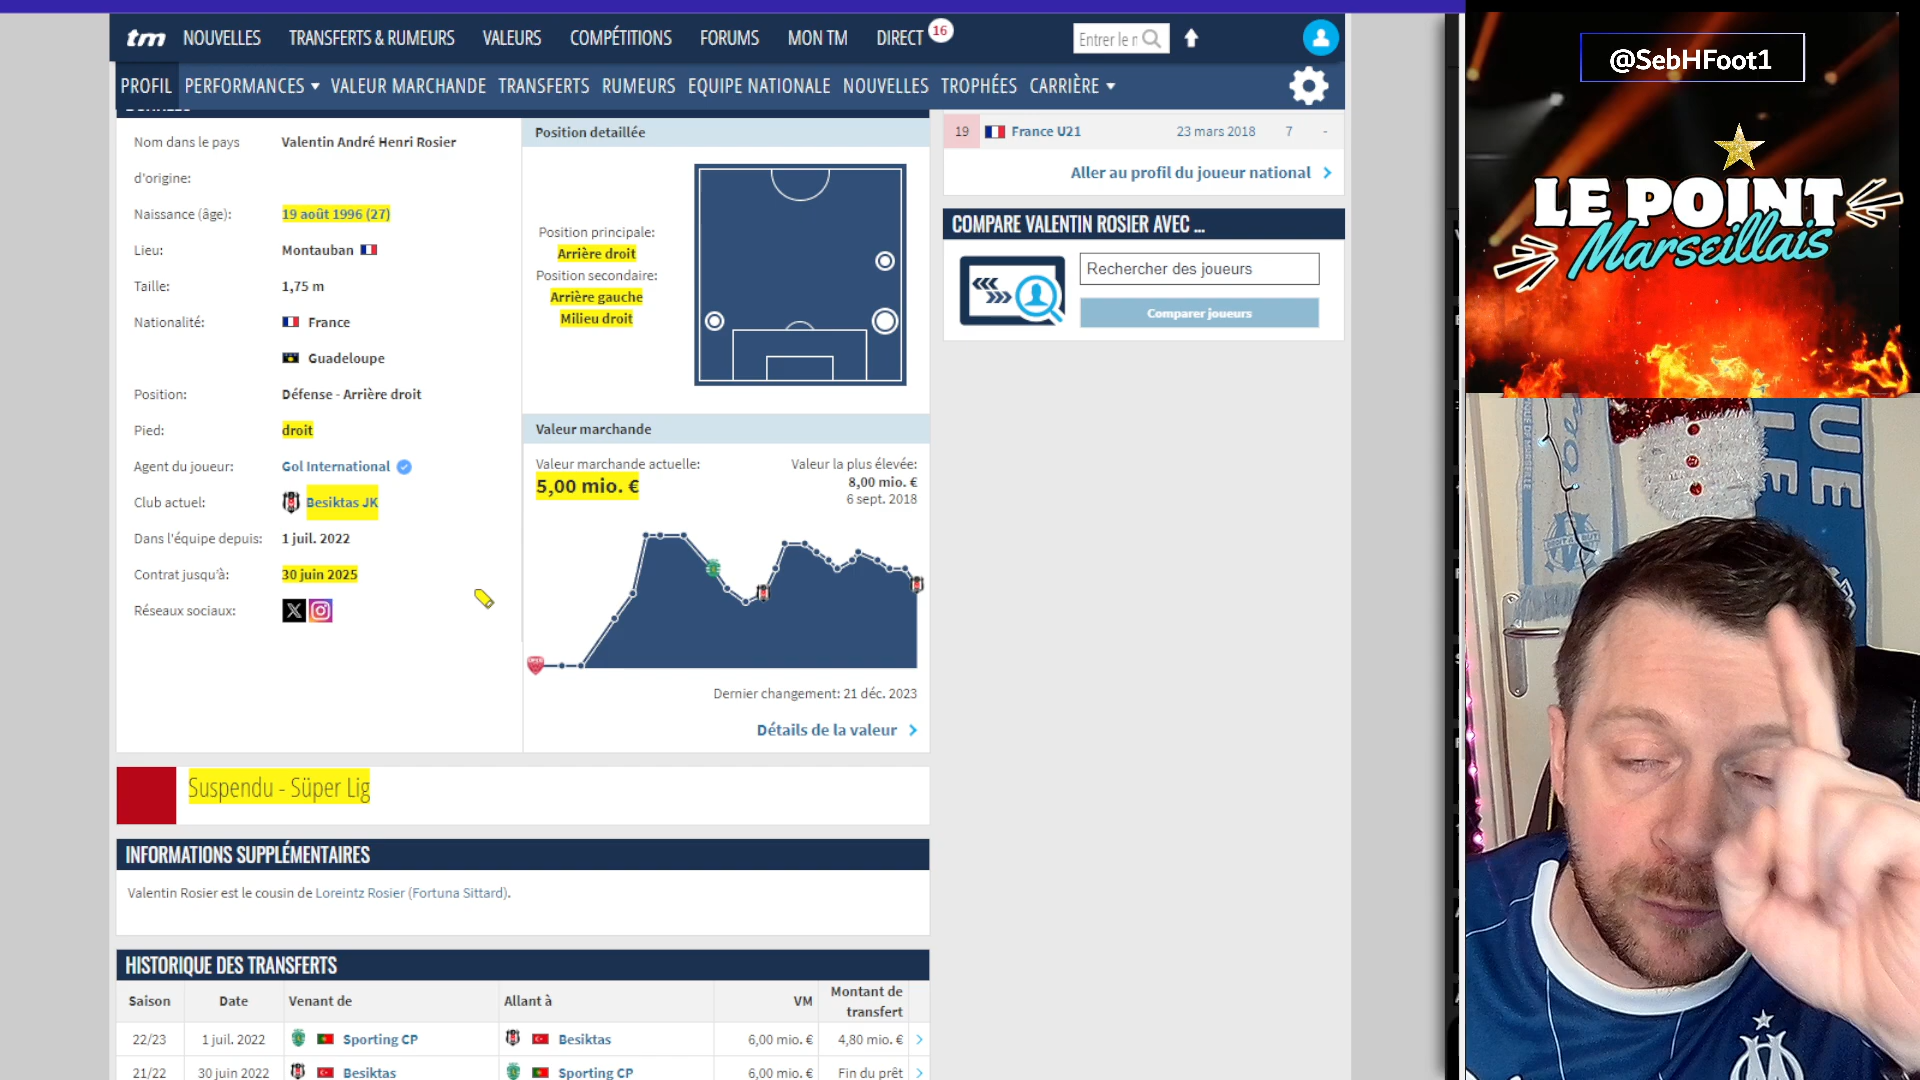 tm NOUVELLES TRANSFERTS & RUMEURS VALEURS COMPÉTITIONS FORUMS MON TM DIRECT 16
PROFIL PERFORMANCES VALEUR MARCHANDE TRANSFERTS RUMEURS EQUIPE NATIONALE NOUVELLES TROPHÉES CARRIÈRE
Nom dans le pays
d'origine:
Valentin André Henri Rosier
Naissance (âge): 19 août 1996 (27)
Lieu: Montauban
Taille: 1,75 m
Nationalité: France
Guadeloupe
Position: Défense - Arrière droit
Pied: droit
Agent du joueur: Gol International
Club actuel: Besiktas JK
Dans l'équipe depuis: 1 juil. 2022
Contrat jusqu'à: 30 juin 2025
Réseaux sociaux:
Position detaillée
Position principale:
Arrière droit
Position secondaire:
Arrière gauche
Milieu droit
Valeur marchande
Valeur marchande actuelle:
5,00 mio. €
Valeur la plus élevée:
8,00 mio. €
6 sept. 2018
Dernier changement: 21 déc. 2023
Détails de la valeur
19 France U21 23 mars 2018 7 -
Aller au profil du joueur national
COMPARE VALENTIN ROSIER AVEC ...
Rechercher des joueurs
Comparer joueurs
Suspendu - Süper Lig
INFORMATIONS SUPPLÉMENTAIRES
Valentin Rosier est le cousin de Loreintz Rosier (Fortuna Sittard).
HISTORIQUE DES TRANSFERTS
Saison Date Venant de Allant à VM Montant de transfert
22/23 1 juil. 2022 Sporting CP Besiktas 6,00 mio. € 4,80 mio. €
21/22 30 juin 2022 Besiktas Sporting CP 6,00 mio. € Fin du prêt
@SebHFoot1
LE POINT
Marseillais